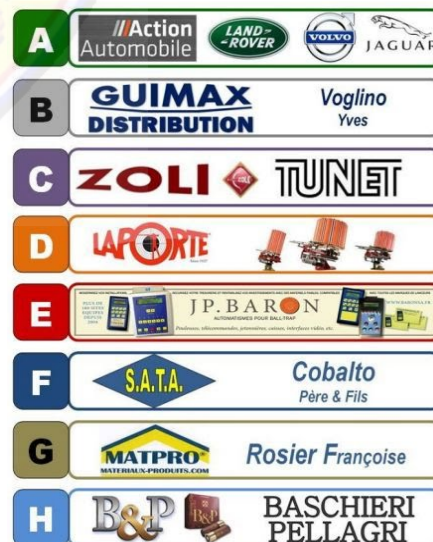 A
///Action
Automobile
LAND-
ROVER
VOLVO
JAGUAR
B
GUIMAX
DISTRIBUTION
Voglino
Yves
C
ZOLI
TUNET
D
LAPORTE
E
J P. BARON
AUTOMATISMES POUR BALL-TRAP
F
S.A.T.A.
Cobalto
Père & Fils
G
MATPRO®
MATERIAUX-PRODUITS.COM
Rosier Françoise
H
B&P
B&P
BASCHIERI
PELLAGRI